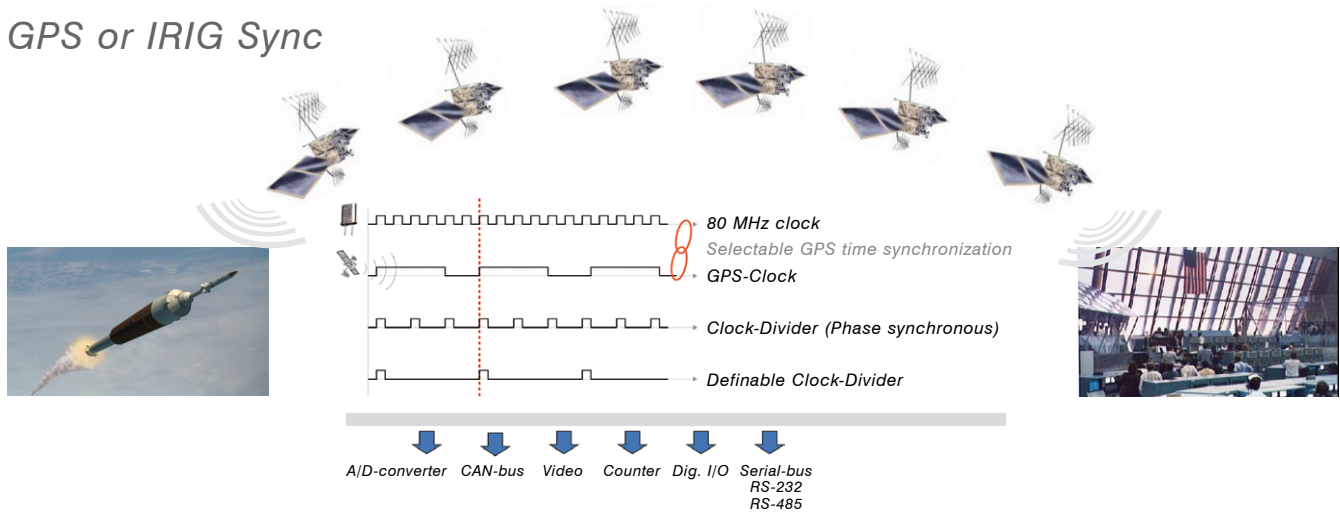 GPS or IRIG Sync
80 MHz clock
Selectable GPS time synchronization
GPS-Clock
Clock-Divider (Phase synchronous)
Definable Clock-Divider
A/D-converter CAN-bus Video Counter Dig. I/O Serial-bus
RS-232
RS-485